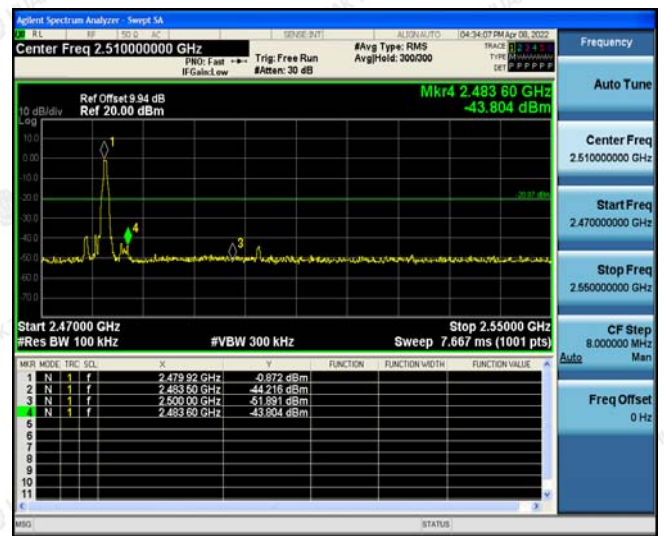 Agilent Spectrum Analyzer - Swept SA
RL RF 50 Ω AC SENSE:INT ALIGN AUTO 04:34:07 PM Apr 08, 2022
Center Freq 2.510000000 GHz
PNO: Fast
IFGain:Low
Trig: Free Run
#Atten: 30 dB
#Avg Type: RMS
Avg|Hold: 300/300
TRACE 1 2 3 4 5 6
TYPE
DET P P P P P P
Ref Offset 9.94 dB
Ref 20.00 dBm
10 dB/div
Log
Mkr4 2.483 60 GHz
-43.804 dBm
10.0
0.00
-10.0
-20.0
-30.0
-40.0
-50.0
-60.0
-70.0
1
4
3
Start 2.47000 GHz
Stop 2.55000 GHz
#Res BW 100 kHz
#VBW 300 kHz
Sweep 7.667 ms (1001 pts)
MKR MODE TRC SCL X Y FUNCTION FUNCTION WIDTH FUNCTION VALUE
1 N 1 f 2.479 92 GHz -0.872 dBm
2 N 1 f 2.483 60 GHz -44.216 dBm
3 N 1 f 2.500 00 GHz -51.891 dBm
4 N 1 f 2.483 60 GHz -43.804 dBm
5
6
7
8
9
10
11
MSG STATUS
Frequency
Auto Tune
Center Freq
2.510000000 GHz
Start Freq
2.470000000 GHz
Stop Freq
2.550000000 GHz
CF Step
8.000000 MHz
Auto Man
Freq Offset
0 Hz